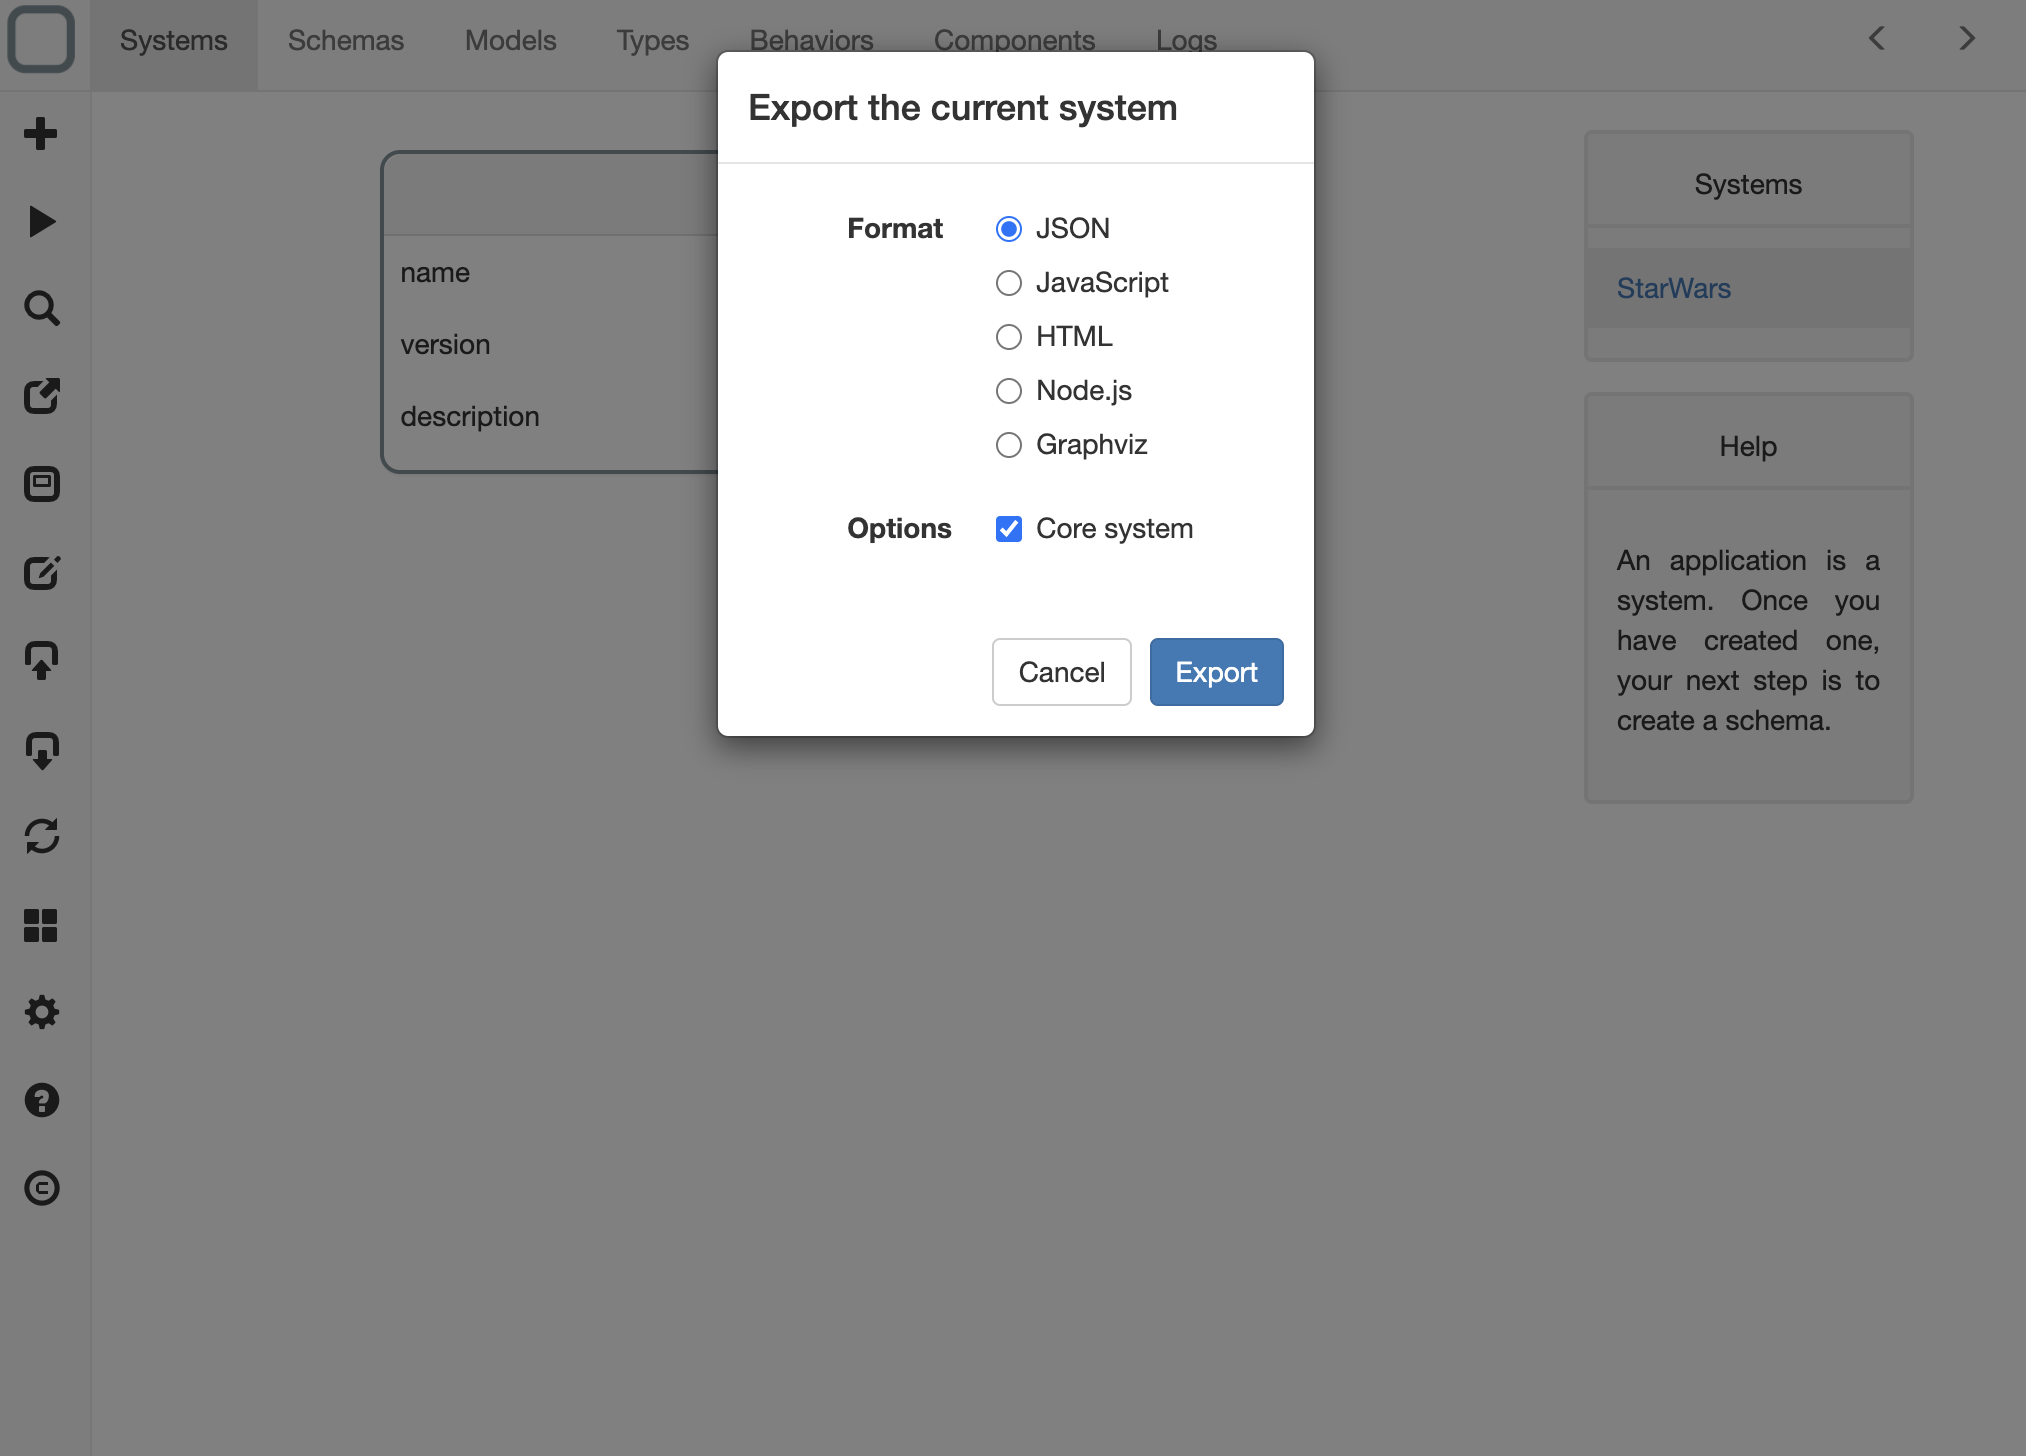 Systems
Schemas
Models
Types
Behaviors
Components
Logs
Export the current system
Format
JSON
JavaScript
HTML
Node.js
Graphviz
Options
Core system
Cancel
Export
name
version
description
Systems
StarWars
Help
An application is a
system. Once you
have created one,
your next step is to
create a schema.